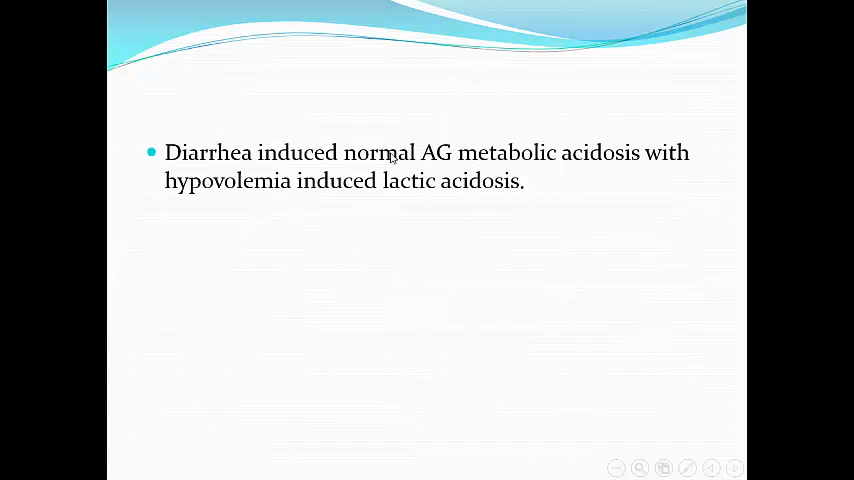 Diarrhea induced normal AG metabolic acidosis with
hypovolemia induced lactic acidosis.